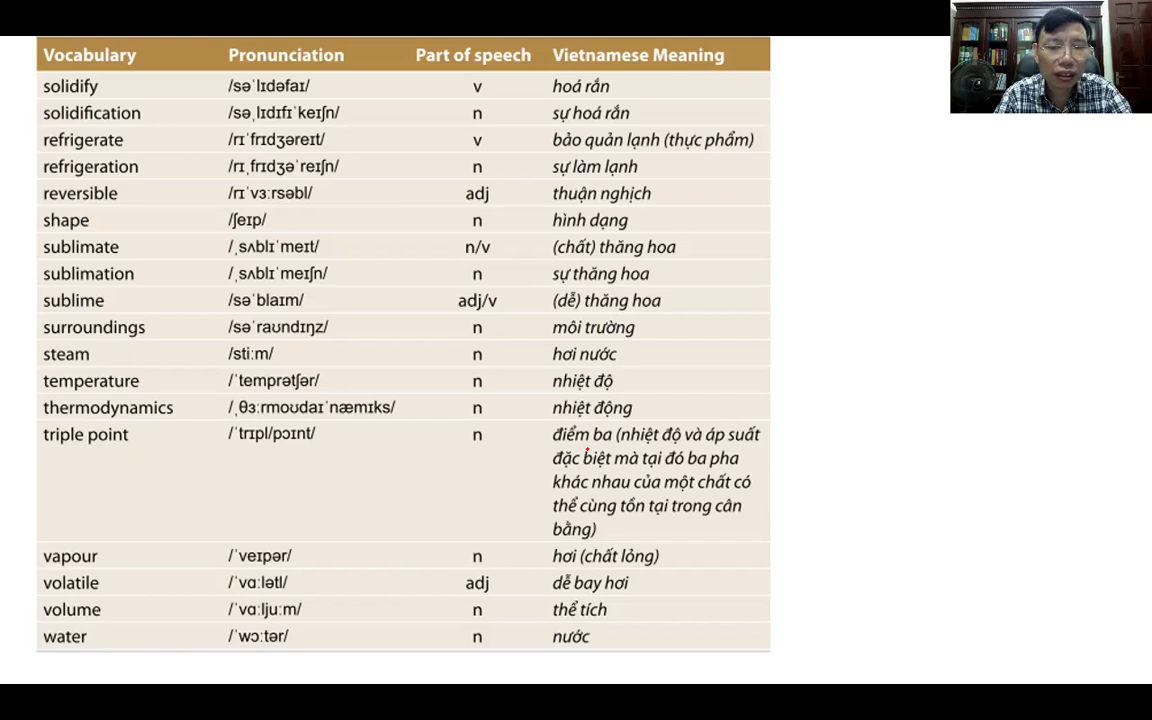 Vocabulary Pronunciation Part of speech Vietnamese Meaning
solidify /səˈlɪdəfaɪ/ v hoá rắn
solidification /səˌlɪdɪfɪˈkeɪʃn/ n sự hoá rắn
refrigerate /rɪˈfrɪdʒəreɪt/ v bảo quản lạnh (thực phẩm)
refrigeration /rɪˌfrɪdʒəˈreɪʃn/ n sự làm lạnh
reversible /rɪˈvɜːrsəbl/ adj thuận nghịch
shape /ʃeɪp/ n hình dạng
sublimate /ˌsʌblɪˈmeɪt/ n/v (chất) thăng hoa
sublimation /ˌsʌblɪˈmeɪʃn/ n sự thăng hoa
sublime /səˈblaɪm/ adj/v (dễ) thăng hoa
surroundings /səˈraʊndɪŋz/ n môi trường
steam /stiːm/ n hơi nước
temperature /ˈtemprətʃər/ n nhiệt độ
thermodynamics /ˌθɜːrmoʊdaɪˈnæmɪks/ n nhiệt động
triple point /ˈtrɪpl/pɔɪnt/ n điểm ba (nhiệt độ và áp suất
đặc biệt mà tại đó ba pha
khác nhau của một chất có
thể cùng tồn tại trong cân
bằng)
vapour /ˈveɪpər/ n hơi (chất lỏng)
volatile /ˈvɑːlətl/ adj dễ bay hơi
volume /ˈvɑːljuːm/ n thể tích
water /ˈwɔːtər/ n nước